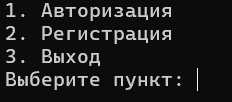 1. Авторизация
2. Регистрация
3. Выход
Выберите пункт: